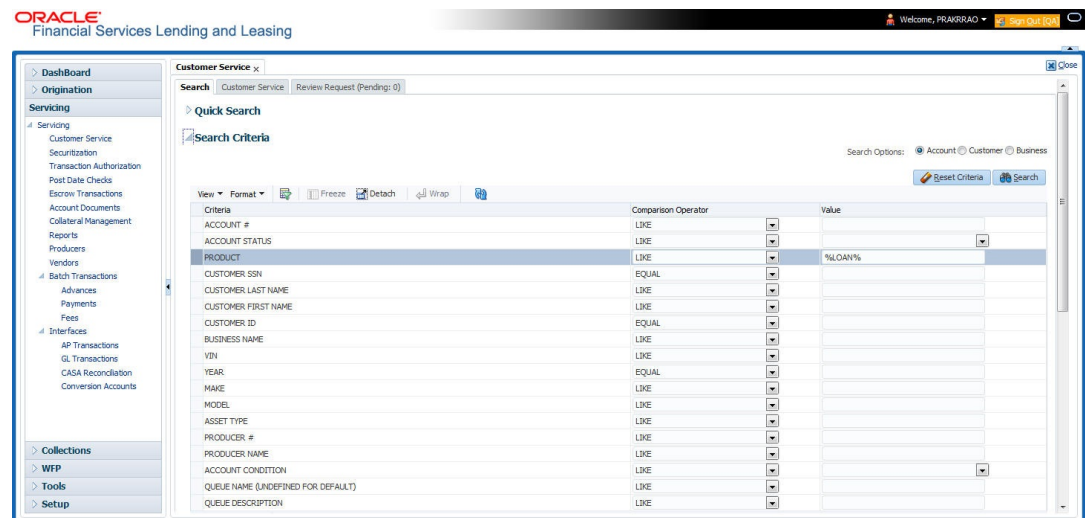 ORACLE
Financial Services Lending and Leasing
Welcome, PRAKRRAO
Sign Out [QA]
Close
DashBoard
Origination
Servicing
Servicing
Customer Service
Securitization
Transaction Authorization
Post Date Checks
Escrow Transactions
Account Documents
Collateral Management
Reports
Producers
Vendors
Batch Transactions
Advances
Payments
Fees
Interfaces
AP Transactions
GL Transactions
CASA Reconciliation
Conversion Accounts
Collections
WFP
Tools
Setup
Customer Service x
Search Customer Service Review Request (Pending: 0)
Quick Search
Search Criteria
Search Options: Account Customer Business
Reset Criteria Search
View Format Freeze Detach Wrap
Criteria Comparison Operator Value
ACCOUNT # LIKE
ACCOUNT STATUS LIKE
PRODUCT LIKE %LOAN%
CUSTOMER SSN EQUAL
CUSTOMER LAST NAME LIKE
CUSTOMER FIRST NAME LIKE
CUSTOMER ID EQUAL
BUSINESS NAME LIKE
VIN LIKE
YEAR EQUAL
MAKE LIKE
MODEL LIKE
ASSET TYPE LIKE
PRODUCER # LIKE
PRODUCER NAME LIKE
ACCOUNT CONDITION LIKE
QUEUE NAME (UNDEFINED FOR DEFAULT) LIKE
QUEUE DESCRIPTION LIKE